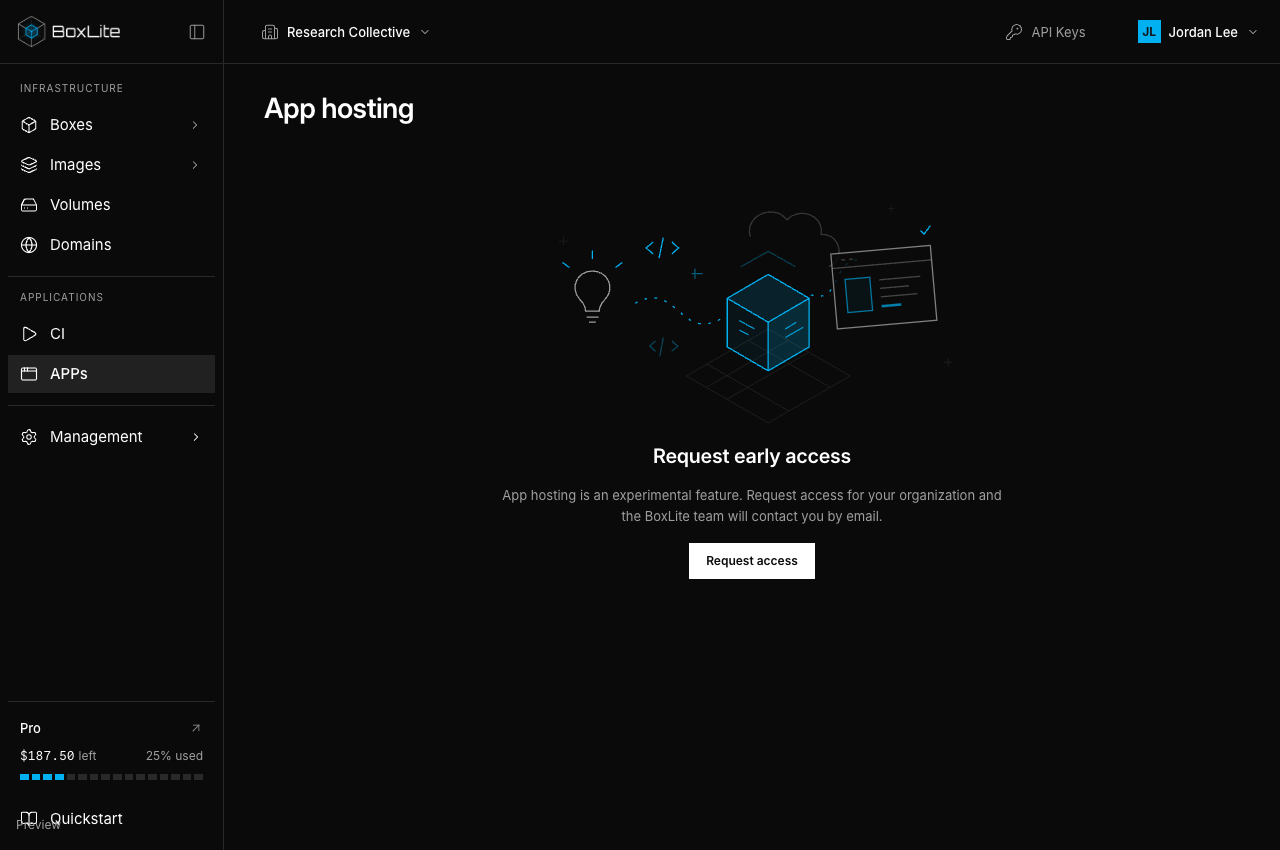 BoxLite
Research Collective
API Keys
JL
Jordan Lee
INFRASTRUCTURE
Boxes
Images
Volumes
Domains
APPLICATIONS
CI
APPs
Management
Pro
$187.50 left
25% used
Quickstart
Preview
App hosting
</>
</>
Request early access
App hosting is an experimental feature. Request access for your organization and
the BoxLite team will contact you by email.
Request access